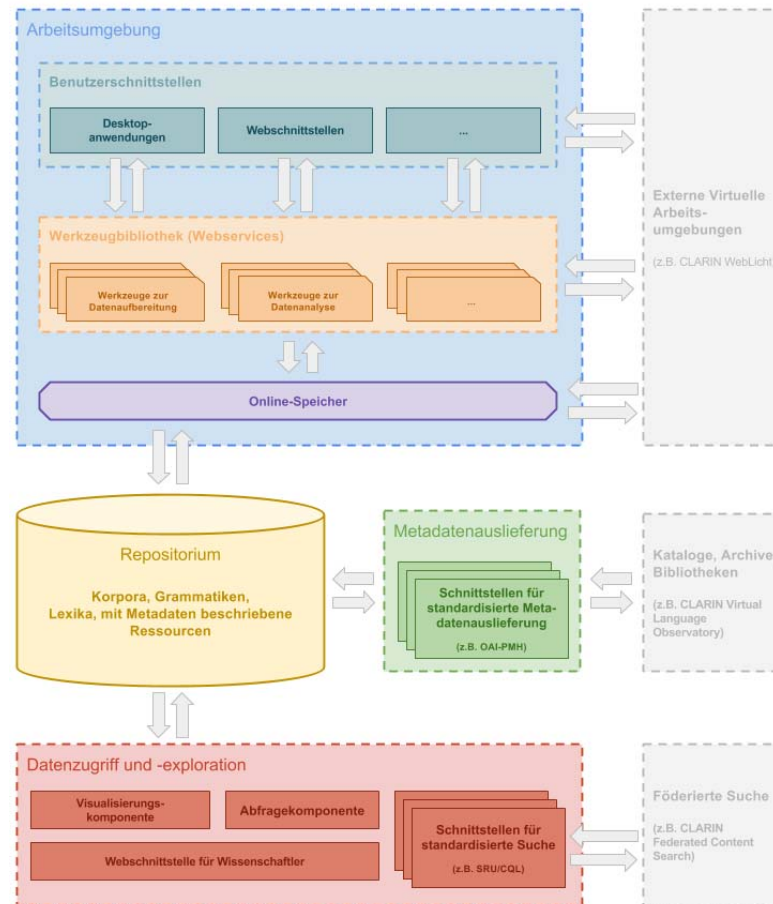 Arbeitsumgebung
Benutzerschnittstellen
Desktop-
anwendungen
Webschnittstellen
...
Werkzeugbibliothek (Webservices)
Werkzeuge zur
Datenaufbereitung
Werkzeuge zur
Datenanalyse
...
Online-Speicher
Externe Virtuelle
Arbeits-
umgebungen
(z.B. CLARIN WebLicht)
Repositorium
Korpora, Grammatiken,
Lexika, mit Metadaten beschriebene
Ressourcen
Metadatenauslieferung
Schnittstellen für
standardisierte Meta-
datenauslieferung
(z.B. OAI-PMH)
Kataloge, Archive
Bibliotheken
(z.B. CLARIN Virtual
Language
Observatory)
Datenzugriff und -exploration
Visualisierungs-
komponente
Abfragekomponente
Webschnittstelle für Wissenschaftler
Schnittstellen für
standardisierte Suche
(z.B. SRU/CQL)
Föderierte Suche
(z.B. CLARIN
Federated Content
Search)